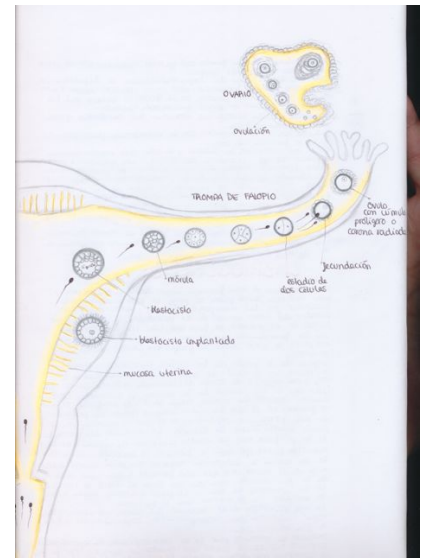 OVARIO
ovulación
TROMPA DE FALOPIO
óvulo
con cúmulo
prolígero o
corona radiada
fecundación
estadio de
dos CÉLULAS
mórula
blastocisto
blastocisto implantado
mucosa uterina